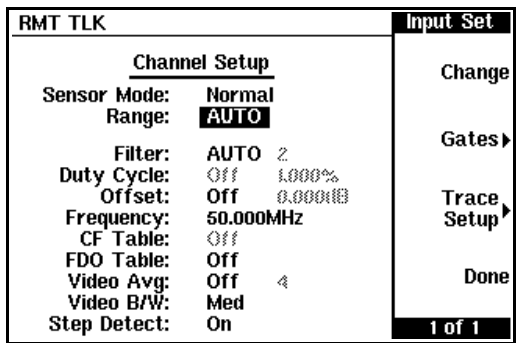 RMT TLK
Input Set
Channel Setup
Change
Sensor Mode: Normal
Range: AUTO
Gates
Filter: AUTO 2
Duty Cycle: Off 1.000%
Offset: Off 0.000dB
Trace Setup
Frequency: 50.000MHz
CF Table: Off
FDO Table: Off
Video Avg: Off 4
Done
Video B/W: Med
Step Detect: On
1 of 1